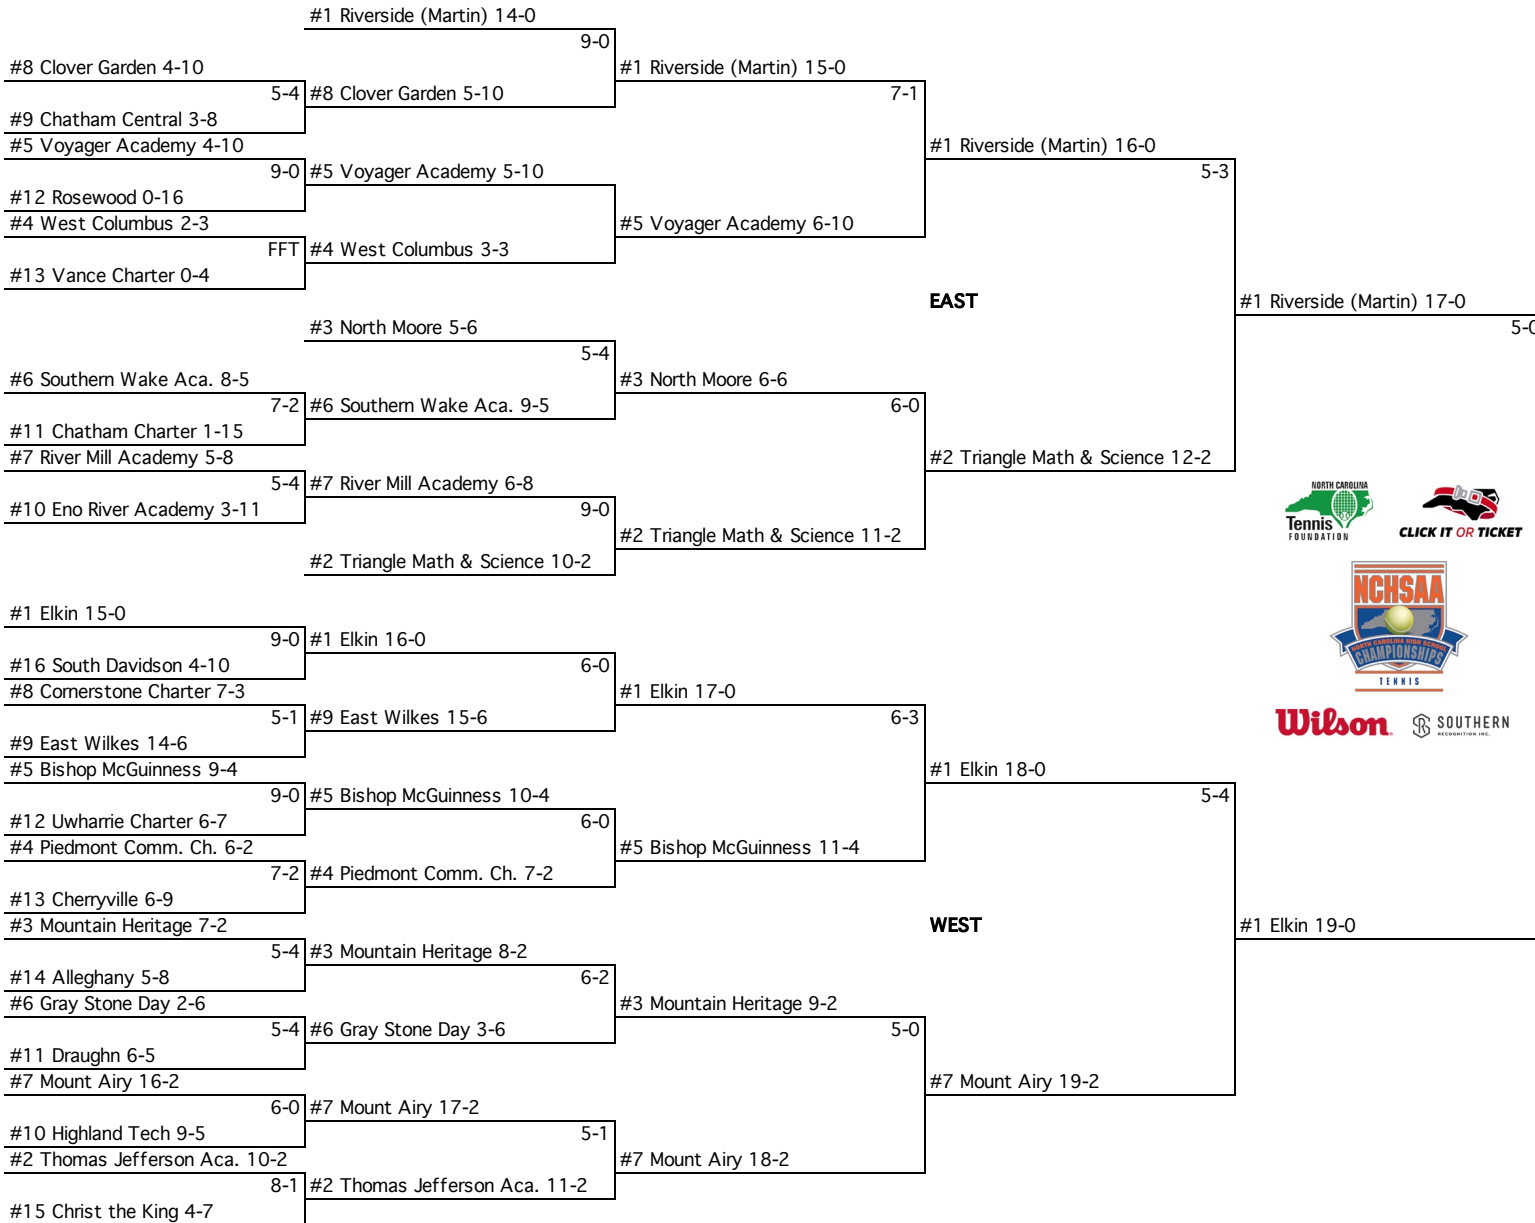 #1 Riverside (Martin) 14-0
9-0
#8 Clover Garden 4-10
#1 Riverside (Martin) 15-0
5-4
#8 Clover Garden 5-10
7-1
#9 Chatham Central 3-8
#5 Voyager Academy 4-10
#1 Riverside (Martin) 16-0
9-0
#5 Voyager Academy 5-10
5-3
#12 Rosewood 0-16
#4 West Columbus 2-3
#5 Voyager Academy 6-10
FFT
#4 West Columbus 3-3
#13 Vance Charter 0-4
EAST
#1 Riverside (Martin) 17-0
#3 North Moore 5-6
5-0
5-4
#6 Southern Wake Aca. 8-5
#3 North Moore 6-6
7-2
#6 Southern Wake Aca. 9-5
6-0
#11 Chatham Charter 1-15
#7 River Mill Academy 5-8
#2 Triangle Math & Science 12-2
5-4
#7 River Mill Academy 6-8
#10 Eno River Academy 3-11
9-0
#2 Triangle Math & Science 11-2
#2 Triangle Math & Science 10-2
NORTH CAROLINA
Tennis
FOUNDATION
CLICK IT OR TICKET
NCHSAA
NORTH CAROLINA HIGH SCHOOL
CHAMPIONSHIPS
TENNIS
Wilson
SR SOUTHERN
RECOGNITION INC.
#1 Elkin 15-0
9-0
#1 Elkin 16-0
#16 South Davidson 4-10
6-0
#8 Cornerstone Charter 7-3
#1 Elkin 17-0
5-1
#9 East Wilkes 15-6
6-3
#9 East Wilkes 14-6
#5 Bishop McGuinness 9-4
#1 Elkin 18-0
9-0
#5 Bishop McGuinness 10-4
5-4
#12 Uwharrie Charter 6-7
6-0
#4 Piedmont Comm. Ch. 6-2
#5 Bishop McGuinness 11-4
7-2
#4 Piedmont Comm. Ch. 7-2
#13 Cherryville 6-9
#3 Mountain Heritage 7-2
WEST
#1 Elkin 19-0
5-4
#3 Mountain Heritage 8-2
#14 Alleghany 5-8
6-2
#6 Gray Stone Day 2-6
#3 Mountain Heritage 9-2
5-4
#6 Gray Stone Day 3-6
5-0
#11 Draughn 6-5
#7 Mount Airy 16-2
#7 Mount Airy 19-2
6-0
#7 Mount Airy 17-2
#10 Highland Tech 9-5
5-1
#2 Thomas Jefferson Aca. 10-2
#7 Mount Airy 18-2
8-1
#2 Thomas Jefferson Aca. 11-2
#15 Christ the King 4-7